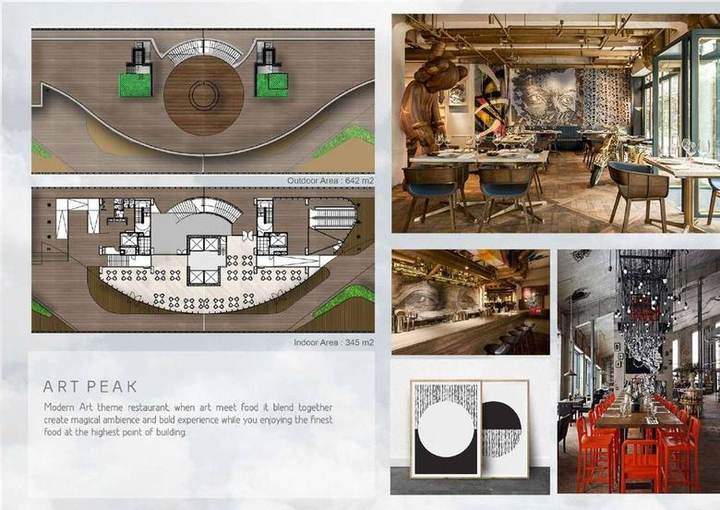 Outdoor Area : 642 m2
Indoor Area : 345 m2
ART PEAK
Modern Art theme restaurant, when art meet food it blend together
create magical ambience and bold experience while you enjoying the finest
food at the highest point of building.